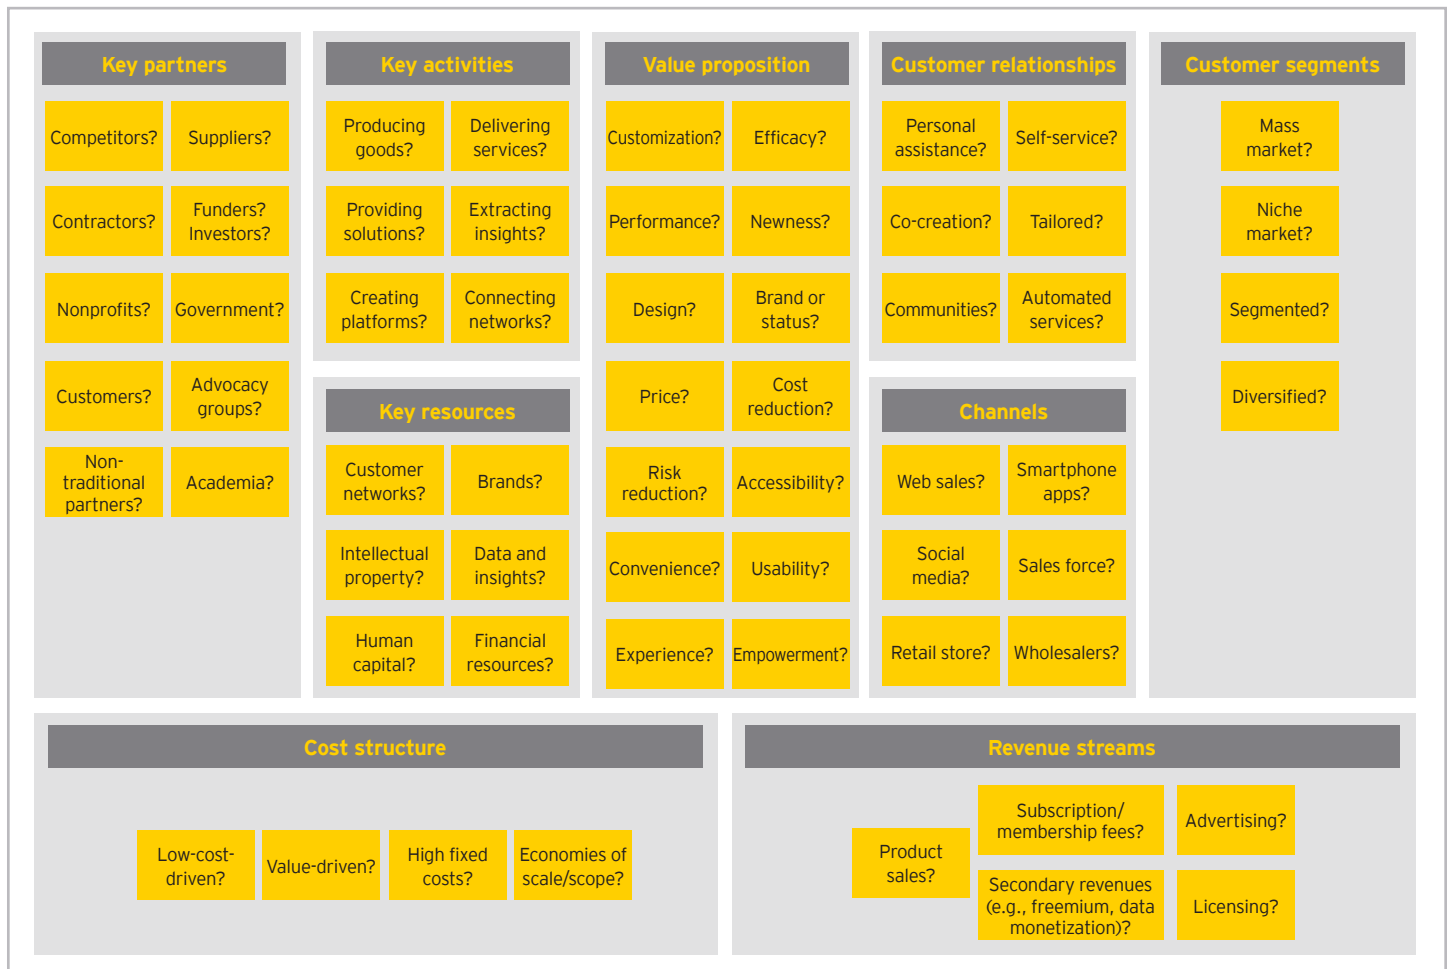 Key partners
Competitors?
Suppliers?
Contractors?
Funders?
Investors?
Nonprofits?
Government?
Customers?
Advocacy
groups?
Non-
traditional
partners?
Academia?
Key activities
Producing
goods?
Delivering
services?
Providing
solutions?
Extracting
insights?
Creating
platforms?
Connecting
networks?
Key resources
Customer
networks?
Brands?
Intellectual
property?
Data and
insights?
Human
capital?
Financial
resources?
Value proposition
Customization?
Efficacy?
Performance?
Newness?
Design?
Brand or
status?
Price?
Cost
reduction?
Risk
reduction?
Accessibility?
Convenience?
Usability?
Experience?
Empowerment?
Customer relationships
Personal
assistance?
Self-service?
Co-creation?
Tailored?
Communities?
Automated
services?
Channels
Web sales?
Smartphone
apps?
Social
media?
Sales force?
Retail store?
Wholesalers?
Customer segments
Mass
market?
Niche
market?
Segmented?
Diversified?
Cost structure
Low-cost-
driven?
Value-driven?
High fixed
costs?
Economies of
scale/scope?
Revenue streams
Product
sales?
Subscription/
membership fees?
Advertising?
Secondary revenues
(e.g., freemium, data
monetization)?
Licensing?